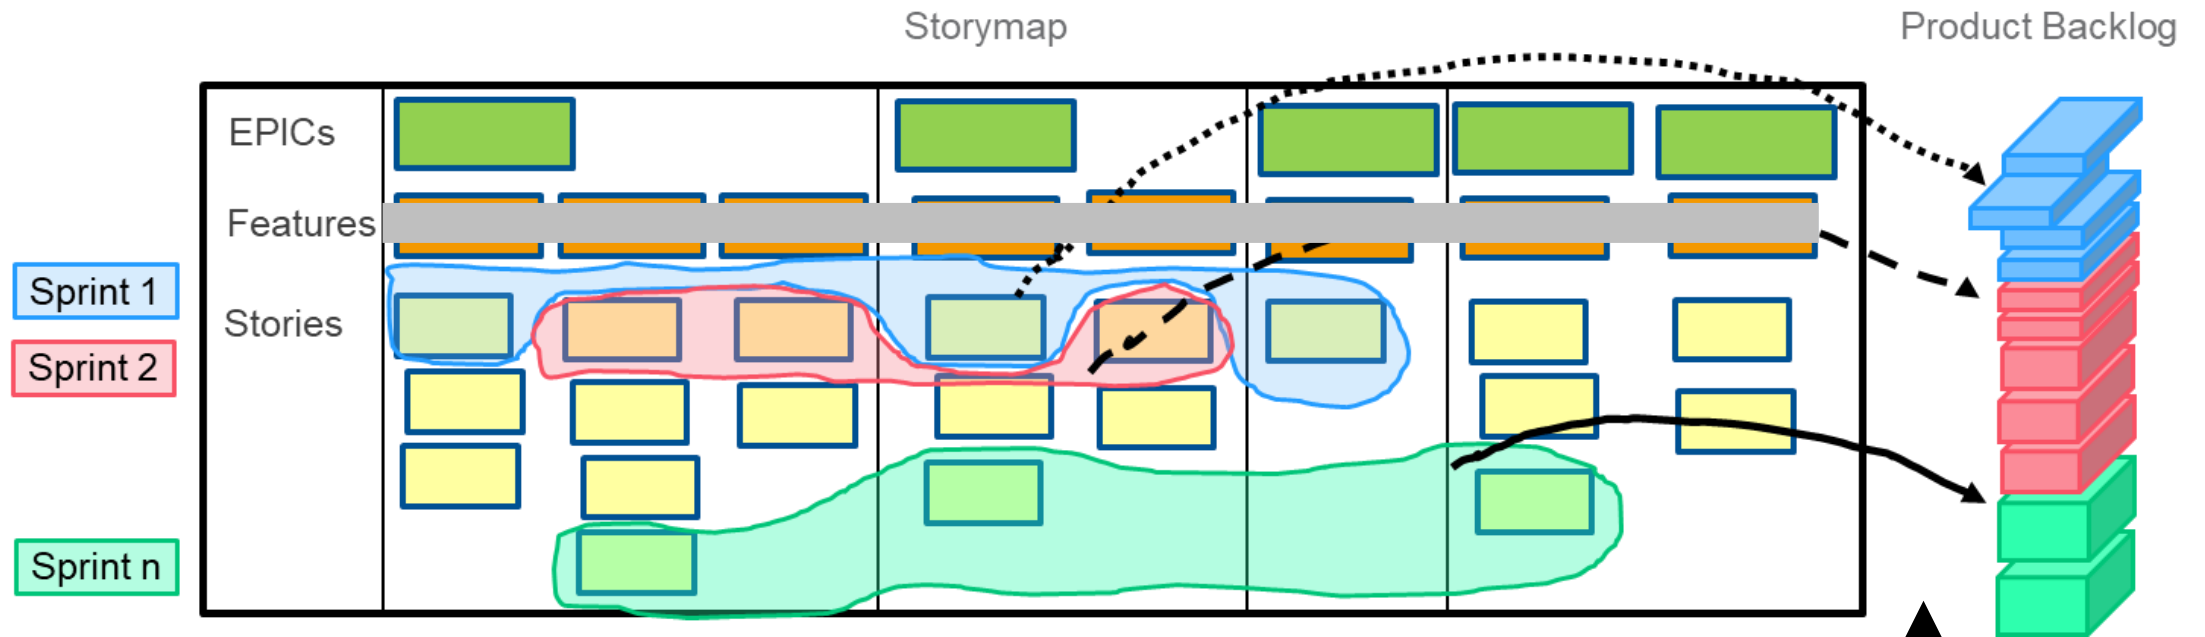 Storymap
Product Backlog
EPICs
Features
Sprint 1
Stories
Sprint 2
Sprint n